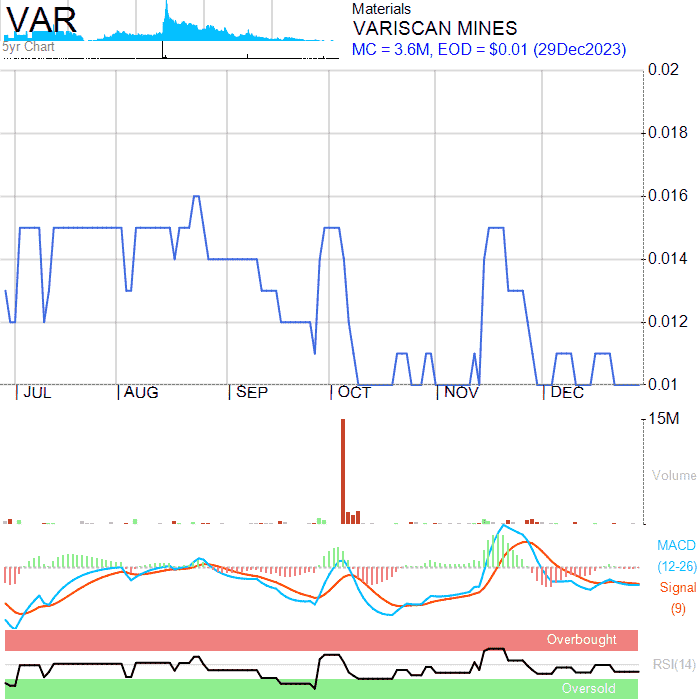 VAR
5yr Chart
Materials
VARISCAN MINES
MC = 3.6M, EOD = $0.01 (29Dec2023)
0.02
0.018
0.016
0.014
0.012
0.01
JUL AUG SEP OCT NOV DEC
15M
Volume
MACD
(12-26)
Signal
(9)
Overbought
RSI(14)
Oversold